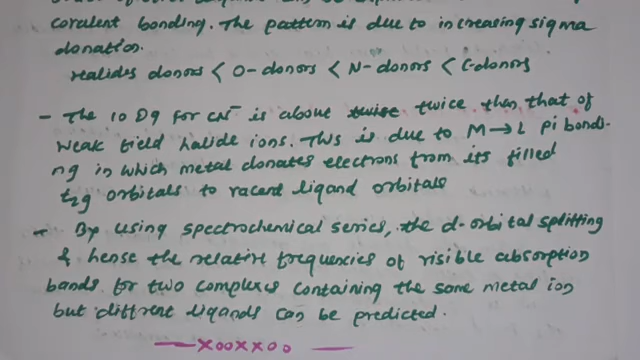 covalent bonding. The pattern is due to increasing sigma
donation.
Halides donors < O-donors < N-donors < C-donors
- The 10 Dq for CN⁻ is about twice twice then that of
weak field halide ions. This is due to M→L pi bondi-
ng in which metal donates electrons from its filled
t2g orbitals to vacant ligand orbitals
- By using spectrochemical series, the d-orbital splitting
& hence the relative frequencies of visible absorption
bands for two complexes containing the same metal ion
but different ligands can be predicted.
—xooxxoo—